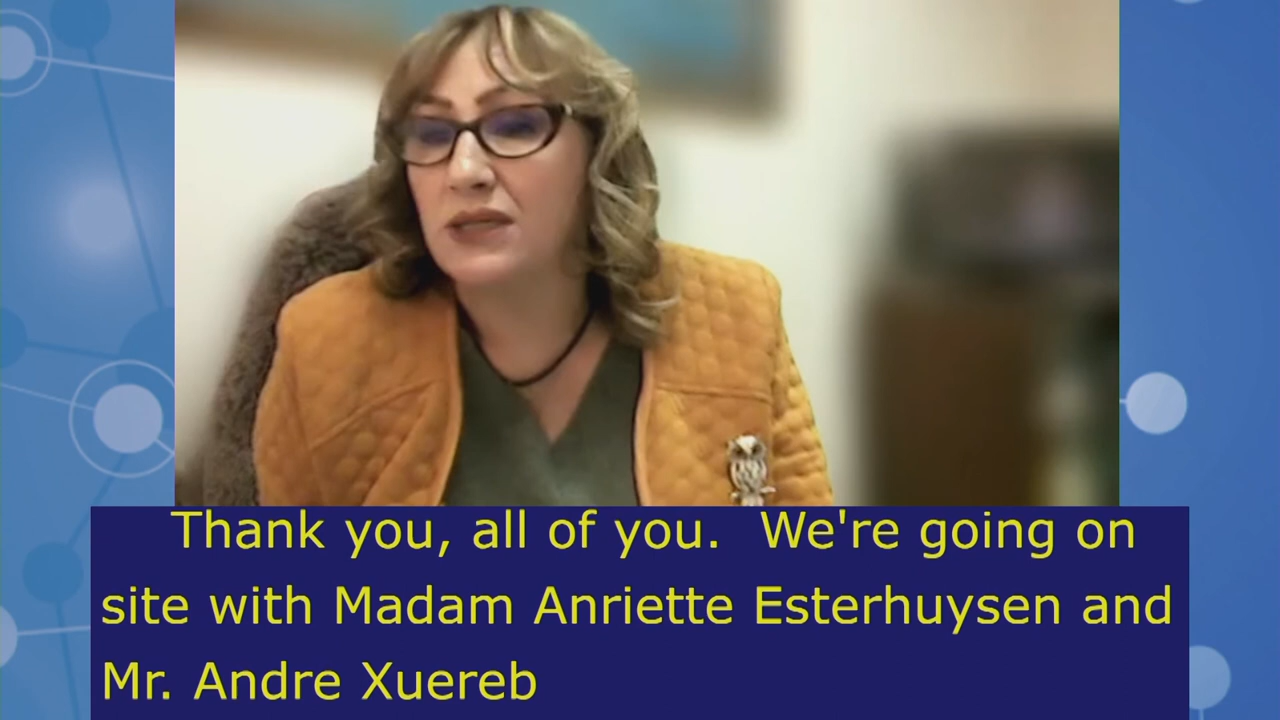 Thank you, all of you.  We're going on
site with Madam Anriette Esterhuysen and
Mr. Andre Xuereb